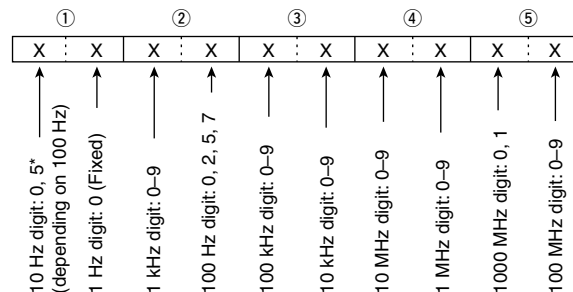 ① ② ③ ④ ⑤
X X X X X X X X X X
10 Hz digit: 0, 5*
(depending on 100 Hz)
1 Hz digit: 0 (Fixed)
1 kHz digit: 0–9
100 Hz digit: 0, 2, 5, 7
100 kHz digit: 0–9
10 kHz digit: 0–9
10 MHz digit: 0–9
1 MHz digit: 0–9
1000 MHz digit: 0, 1
100 MHz digit: 0–9